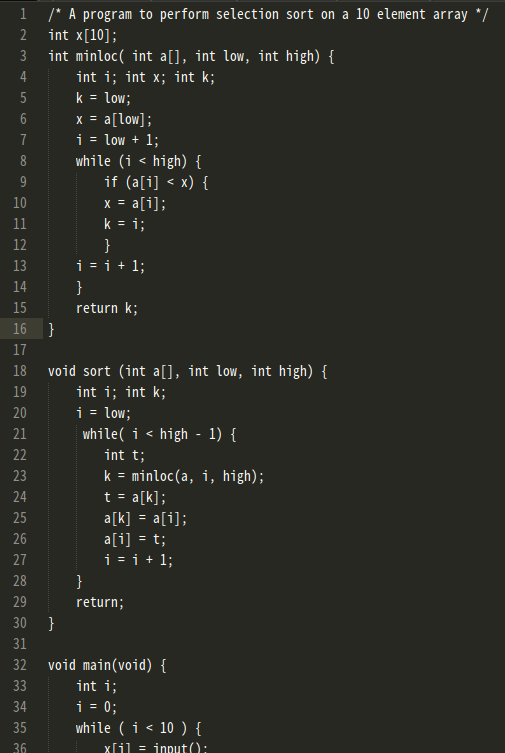 1 /* A program to perform selection sort on a 10 element array */
2 int x[10];
3 int minloc( int a[], int low, int high) {
4 int i; int x; int k;
5 k = low;
6 x = a[low];
7 i = low + 1;
8 while (i < high) {
9 if (a[i] < x) {
10 x = a[i];
11 k = i;
12 }
13 i = i + 1;
14 }
15 return k;
16 }
17
18 void sort (int a[], int low, int high) {
19 int i; int k;
20 i = low;
21 while( i < high - 1) {
22 int t;
23 k = minloc(a, i, high);
24 t = a[k];
25 a[k] = a[i];
26 a[i] = t;
27 i = i + 1;
28 }
29 return;
30 }
31
32 void main(void) {
33 int i;
34 i = 0;
35 while ( i < 10 ) {
36 x[i] = input();